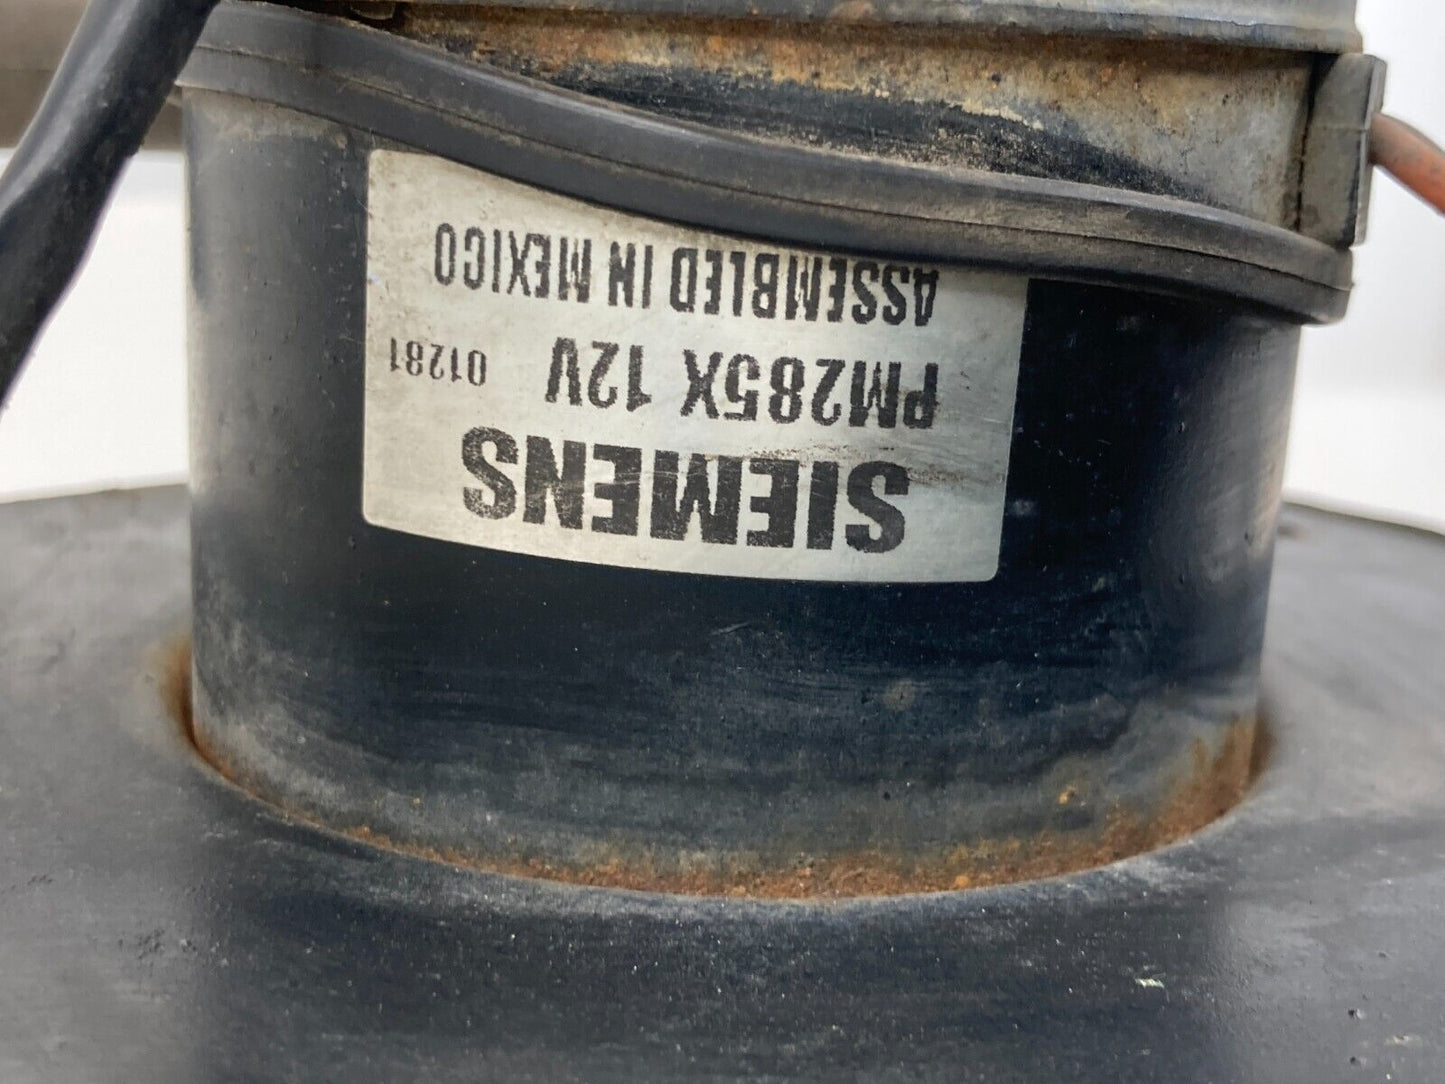 SIEMENS
PM285X 12V 01281
ASSEMBLED IN MEXICO